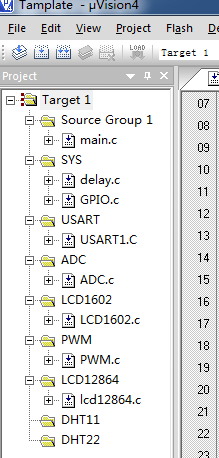 Tamplate - µVision4
File Edit View Project Flash D
LOAD Target 1
Project
Target 1
Source Group 1
main.c
SYS
delay.c
GPIO.c
USART
USART1.C
ADC
ADC.c
LCD1602
LCD1602.c
PWM
PWM.c
LCD12864
lcd12864.c
DHT11
DHT22
07
08
09
10
11
12
13
14
15
16
17
18
19
20
21
22
23